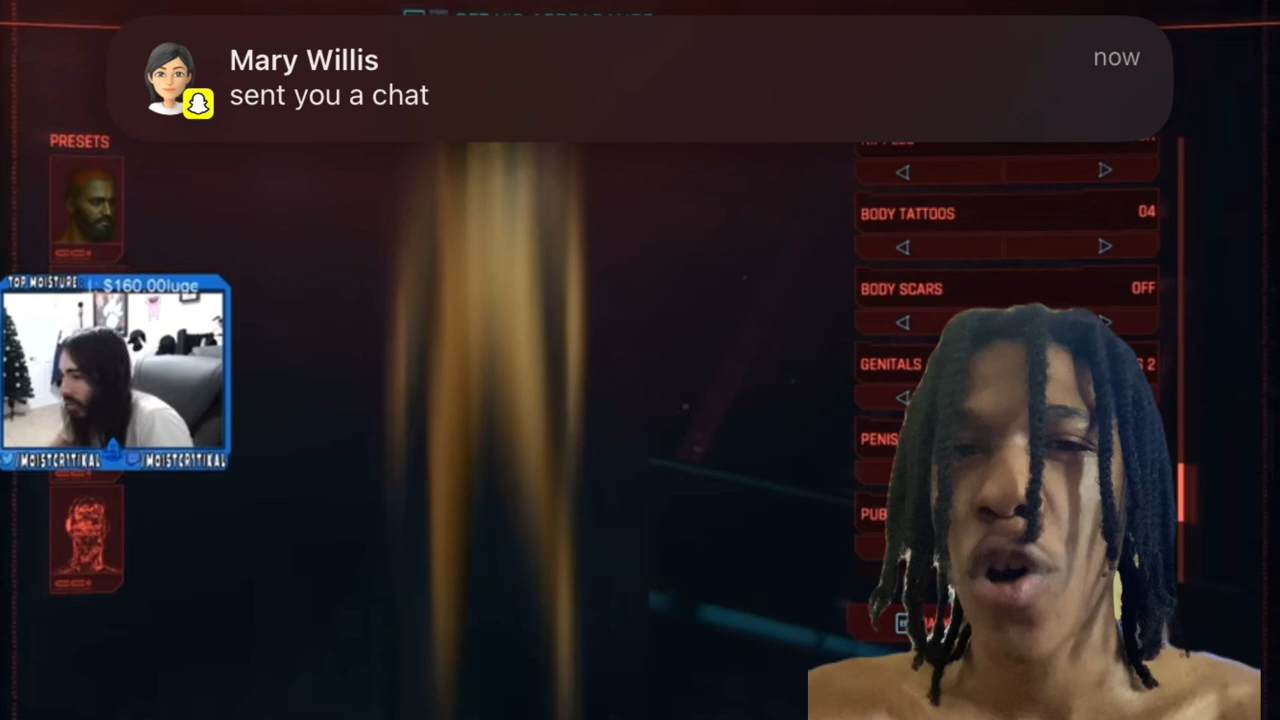 Mary Willis
now
sent you a chat
PRESETS
BODY TATTOOS 04
BODY SCARS OFF
TOP MOISTURE: $160.00luge
GENITALS 2
PENIS
/MOISTCR1TIKAL /MOISTCR1TIKAL
PUB